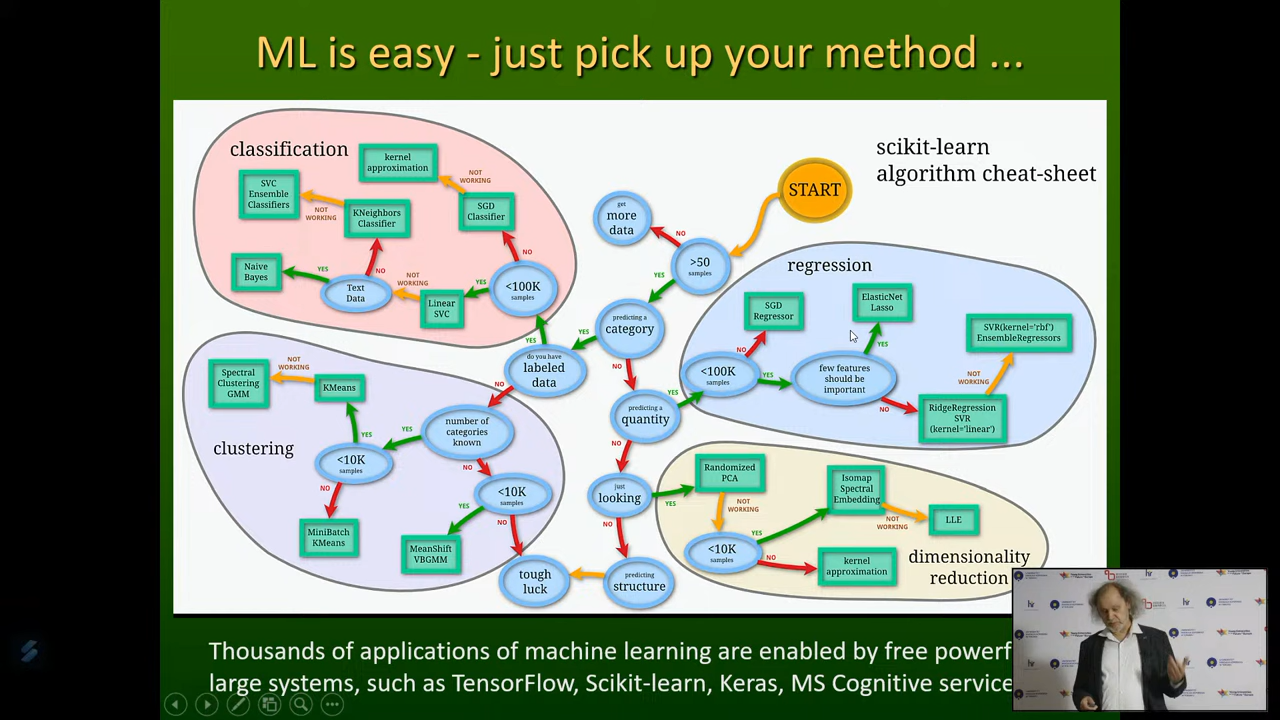 ML is easy - just pick up your method ...
scikit-learn
algorithm cheat-sheet
classification
kernel
approximation
NOT
WORKING
SVC
Ensemble
Classifiers
NOT
WORKING
KNeighbors
Classifier
SGD
Classifier
NO
Naive
Bayes
YES
Text
Data
NO
NOT
WORKING
Linear
SVC
YES
<100K
samples
START
get
more
data
NO
>50
samples
YES
predicting a
category
YES
NO
do you have
labeled
data
YES
NO
predicting a
quantity
YES
NO
just
looking
YES
NO
predicting
structure
tough
luck
regression
SGD
Regressor
NO
<100K
samples
YES
few features
should be
important
YES
ElasticNet
Lasso
NO
RidgeRegression
SVR
(kernel='linear')
NOT
WORKING
SVR(kernel='rbf')
EnsembleRegressors
clustering
Spectral
Clustering
GMM
NOT
WORKING
KMeans
YES
<10K
samples
NO
MiniBatch
KMeans
YES
number of
categories
known
NO
<10K
samples
YES
NO
MeanShift
VBGMM
dimensionality
reduction
Randomized
PCA
NOT
WORKING
<10K
samples
YES
NO
Isomap
Spectral
Embedding
NOT
WORKING
LLE
kernel
approximation
Thousands of applications of machine learning are enabled by free
large systems, such as TensorFlow, Scikit-learn, Keras, MS Cognitive